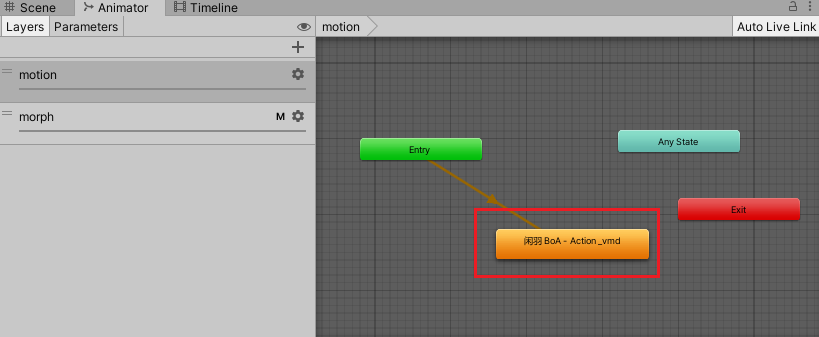 Scene Animator Timeline
Layers Parameters motion Auto Live Link
motion
morph M
Entry
Any State
Exit
闲羽 BoA - Action_vmd